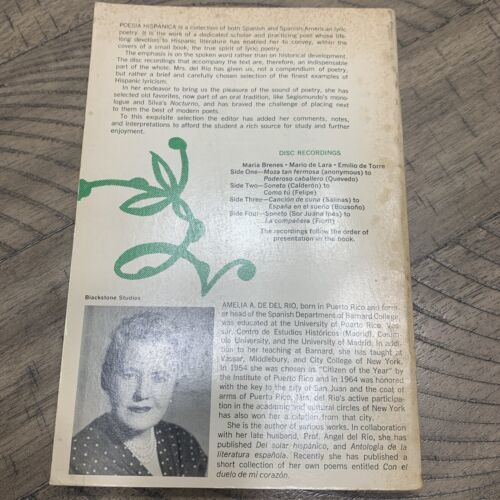 POESIA HISPANICA is a collection of both Spanish and Spanish American lyric
poetry. It is the work of a dedicated scholar and practicing poet whose life-
long devotion to Hispanic literature has enabled her to convey, within the
covers of a small book, the true spirit of lyric poetry.
The emphasis is on the spoken word rather than on historical development.
The disc recordings that accompany the text are, therefore, an indispensable
part of the whole. Mrs. del Rio has given us, not a compendium of poetry,
but rather a brief and carefully chosen selection of the finest examples of
Hispanic lyricism.
In her endeavor to bring us the pleasure of the sound of poetry, she has
selected old favorites, now part of an oral tradition, like Segismundo's mono-
logue and Silva's Nocturno, and has braved the challenge of placing next
to them the best of modern poets.
To this exquisite selection the editor has added her comments, notes,
and interpretations to afford the student a rich source for study and further
enjoyment.
DISC RECORDINGS
Maria Brenes • Mario de Lara • Emilio de Torre
Side One—Moza tan fermosa (anonymous) to
Poderoso caballero (Quevedo)
Side Two—Soneto (Calderón) to
Como tú (Felipe)
Side Three—Canción de cuna (Salinas) to
España en el sueño (Bousoño)
Side Four—Soneto (Sor Juana Inés) to
La compañera (Florit)
The recordings follow the order of
presentation in the book.
Blackstone Studios
AMELIA A. DE DEL RIO, born in Puerto Rico and form-
er head of the Spanish Department of Barnard College,
was educated at the University of Puerto Rico, Vas-
sar, Centro de Estudios Históricos (Madrid), Colum-
bia University, and the University of Madrid. In addi-
tion to her teaching at Barnard, she has taught at
Vassar, Middlebury, and City College of New York.
In 1954 she was chosen as "Citizen of the Year" by
the Institute of Puerto Rico and in 1964 was honored
with the key to the city of San Juan and the coat of
arms of Puerto Rico. Mrs. del Rio's active participa-
tion in the academic and cultural circles of New York
has also won her a citation from that city.
She is the author of various works. In collaboration
with her late husband, Prof. Angel del Río, she has
published Del solar hispánico, and Antología de la
literatura española. Recently she has published a
short collection of her own poems entitled Con el
duelo de mi corazón.